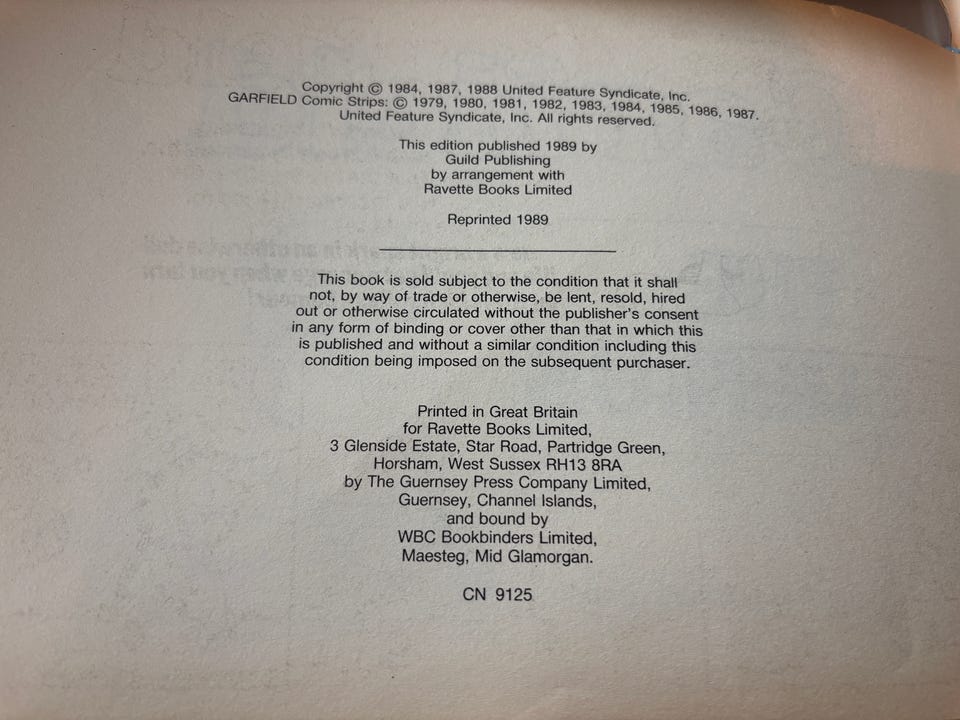 Copyright © 1984, 1987, 1988 United Feature Syndicate, Inc.
GARFIELD Comic Strips: © 1979, 1980, 1981, 1982, 1983, 1984, 1985, 1986, 1987.
United Feature Syndicate, Inc. All rights reserved.
This edition published 1989 by
Guild Publishing
by arrangement with
Ravette Books Limited
Reprinted 1989
This book is sold subject to the condition that it shall
not, by way of trade or otherwise, be lent, resold, hired
out or otherwise circulated without the publisher's consent
in any form of binding or cover other than that in which this
is published and without a similar condition including this
condition being imposed on the subsequent purchaser.
Printed in Great Britain
for Ravette Books Limited,
3 Glenside Estate, Star Road, Partridge Green,
Horsham, West Sussex RH13 8RA
by The Guernsey Press Company Limited,
Guernsey, Channel Islands,
and bound by
WBC Bookbinders Limited,
Maesteg, Mid Glamorgan.
CN 9125